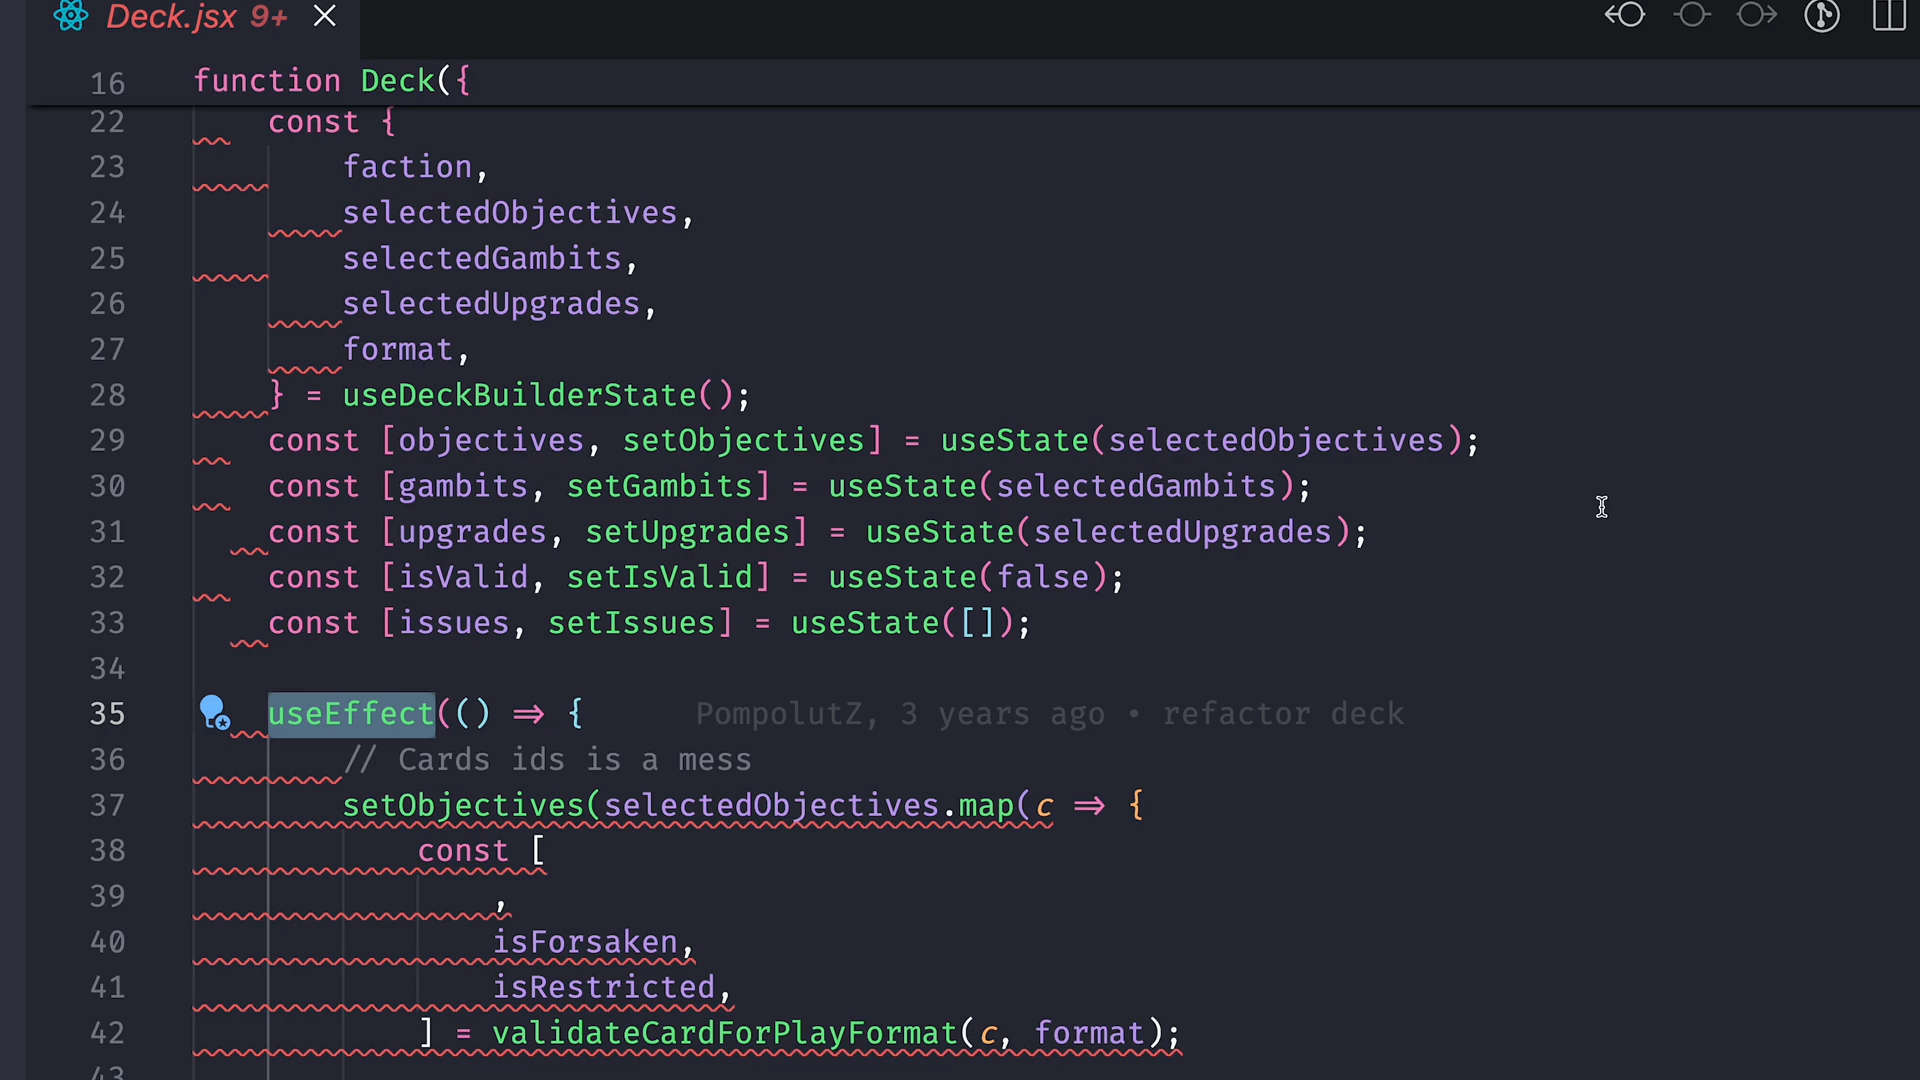 Deck.jsx 9+
16 function Deck({
22 const {
23 faction,
24 selectedObjectives,
25 selectedGambits,
26 selectedUpgrades,
27 format,
28 } = useDeckBuilderState();
29 const [objectives, setObjectives] = useState(selectedObjectives);
30 const [gambits, setGambits] = useState(selectedGambits);
31 const [upgrades, setUpgrades] = useState(selectedUpgrades);
32 const [isValid, setIsValid] = useState(false);
33 const [issues, setIssues] = useState([]);
34
35 useEffect(() => { PompolutZ, 3 years ago • refactor deck
36 // Cards ids is a mess
37 setObjectives(selectedObjectives.map(c => {
38 const [
39 ,
40 isForsaken,
41 isRestricted,
42 ] = validateCardForPlayFormat(c, format);
43